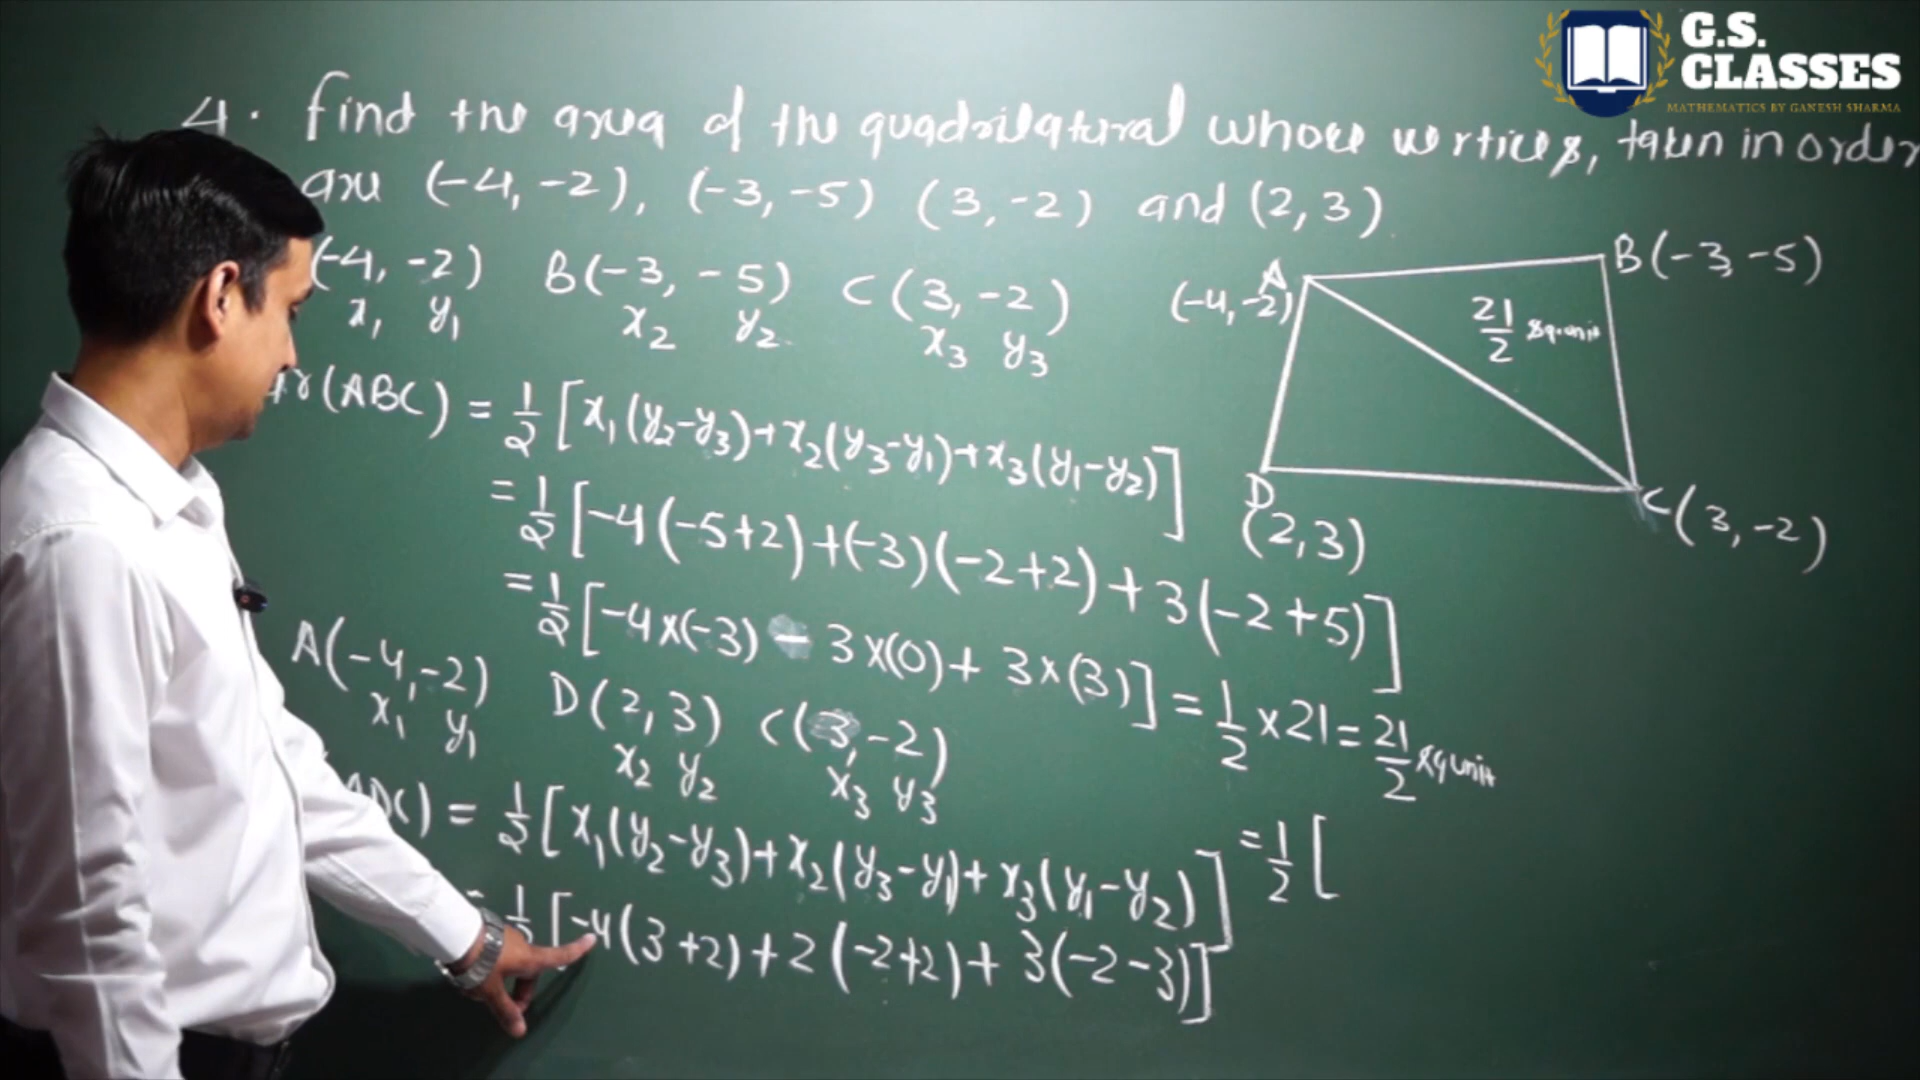 G.S.
CLASSES
MATHEMATICS BY GANESH SHARMA
4. find the area of the quadrilateral whose vertices, taken in order
are (-4, -2), (-3, -5) (3, -2) and (2, 3).
(-4, -2) B(-3, -5) C(3, -2)
x₁ y₁ x₂ y₂ x₃ y₃
ar(ABC) = 1/2 [x₁(y₂-y₃)+x₂(y₃-y₁)+x₃(y₁-y₂)]
= 1/2 [-4(-5+2)+(-3)(-2+2)+3(-2+5)]
= 1/2 [-4×(-3) - 3×(0)+ 3×(3)] = 1/2 ×21 = 21/2 sq unit
A(-4,-2) D(2,3) C(3,-2)
x₁ y₁ x₂ y₂ x₃ y₃
ADC) = 1/2 [x₁(y₂-y₃)+x₂(y₃-y₁)+x₃(y₁-y₂)] = 1/2 [
= 1/2 [-4(3+2)+2(-2+2)+3(-2-3)]
A
(-4,-2)
B(-3,-5)
21/2 sq.unit
D
(2,3)
C(3,-2)